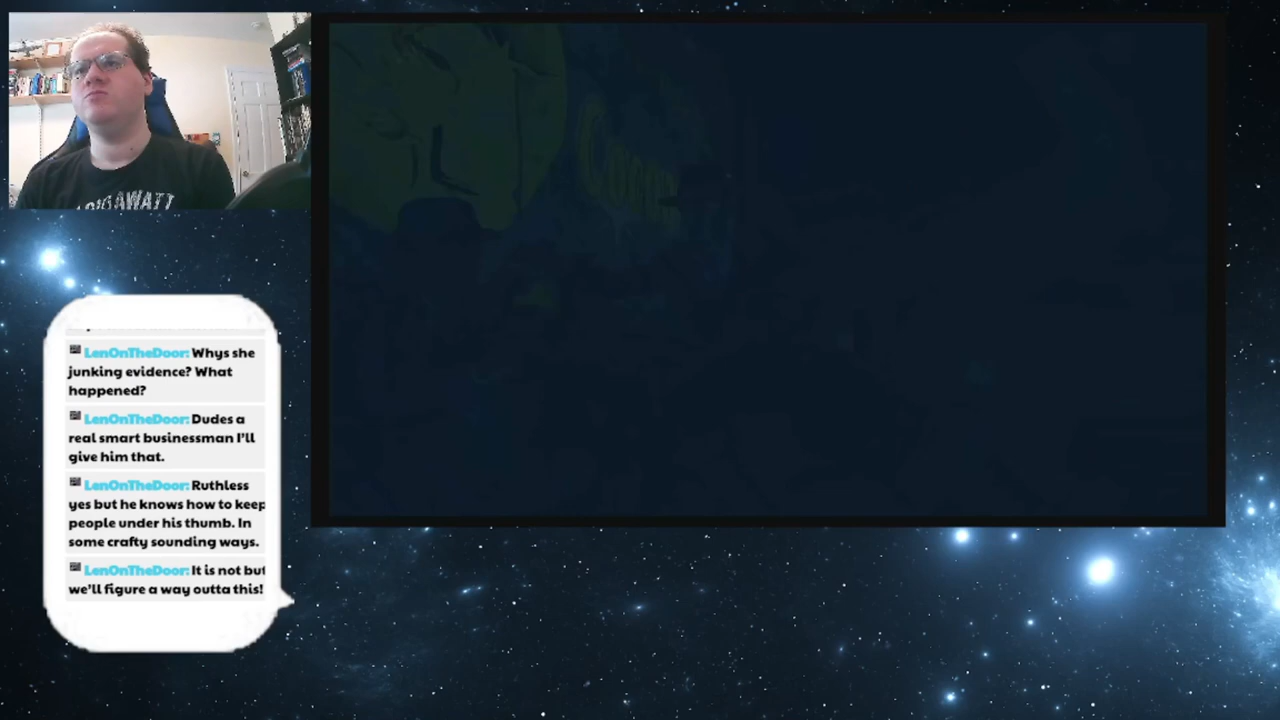 LenOnTheDoor: Whys she
junking evidence? What
happened?
LenOnTheDoor: Dudes a
real smart businessman I'll
give him that.
LenOnTheDoor: Ruthless
yes but he knows how to keep
people under his thumb. In
some crafty sounding ways.
LenOnTheDoor: It is not but
we'll figure a way outta this!